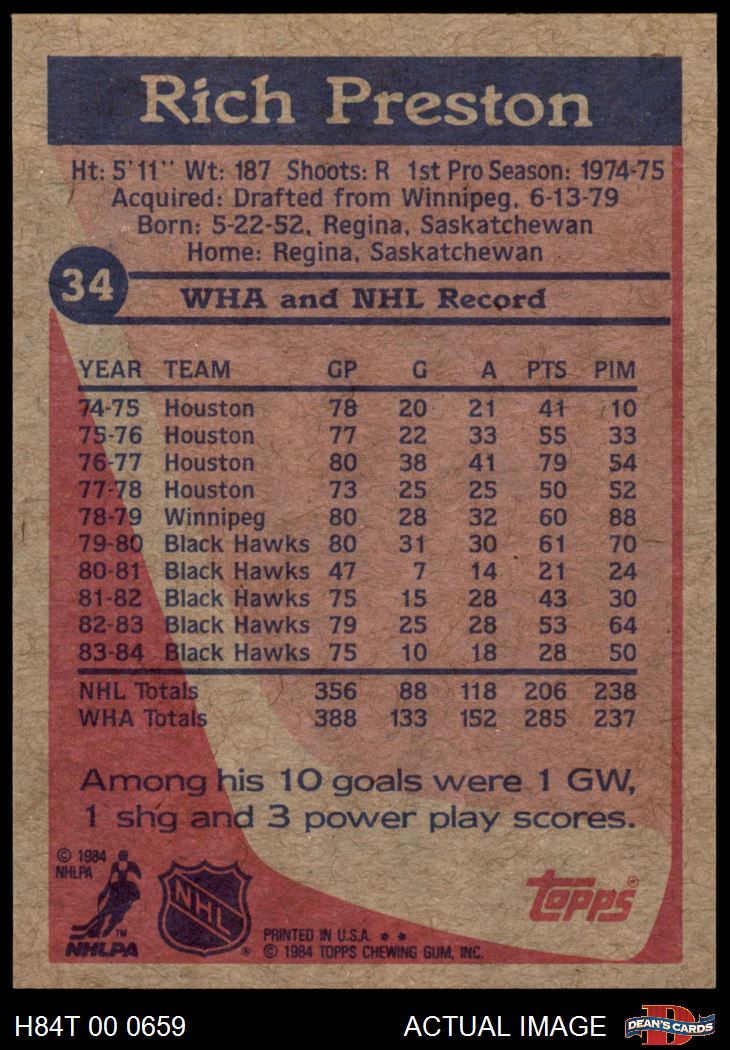 Rich Preston
Ht: 5'11" Wt: 187 Shoots: R 1st Pro Season: 1974-75
Acquired: Drafted from Winnipeg, 6-13-79
Born: 5-22-52, Regina, Saskatchewan
Home: Regina, Saskatchewan
34
WHA and NHL Record
YEAR TEAM GP G A PTS PIM
74-75 Houston 78 20 21 41 10
75-76 Houston 77 22 33 55 33
76-77 Houston 80 38 41 79 54
77-78 Houston 73 25 25 50 52
78-79 Winnipeg 80 28 32 60 88
79-80 Black Hawks 80 31 30 61 70
80-81 Black Hawks 47 7 14 21 24
81-82 Black Hawks 75 15 28 43 30
82-83 Black Hawks 79 25 28 53 64
83-84 Black Hawks 75 10 18 28 50
NHL Totals 356 88 118 206 238
WHA Totals 388 133 152 285 237
Among his 10 goals were 1 GW,
1 shg and 3 power play scores.
© 1984
NHLPA
TM
NHLPA
NHL
®
PRINTED IN U.S.A. **
© 1984 TOPPS CHEWING GUM, INC.
Topps®
H84T 00 0659
ACTUAL IMAGE
D
DEAN'S CARDS